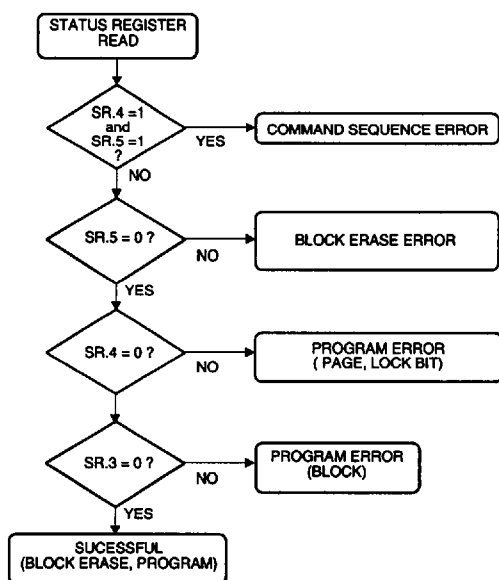 STATUS REGISTER
READ
SR.4 =1
and
SR.5 =1
?
YES
COMMAND SEQUENCE ERROR
NO
SR.5 = 0 ?
NO
BLOCK ERASE ERROR
YES
SR.4 = 0 ?
NO
PROGRAM ERROR
( PAGE, LOCK BIT)
SR.3 = 0 ?
NO
PROGRAM ERROR
(BLOCK)
YES
SUCESSFUL
(BLOCK ERASE, PROGRAM)